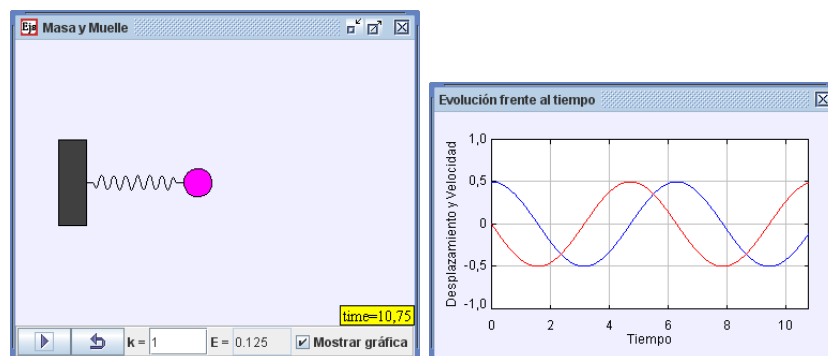 Ejs Masa y Muelle
time=10,75
k = 1 E = 0.125 Mostrar gráfica
Evolución frente al tiempo
Desplazamiento y Velocidad
1,0
0,5
0
-0,5
-1,0
0 2 4 6 8 10
Tiempo